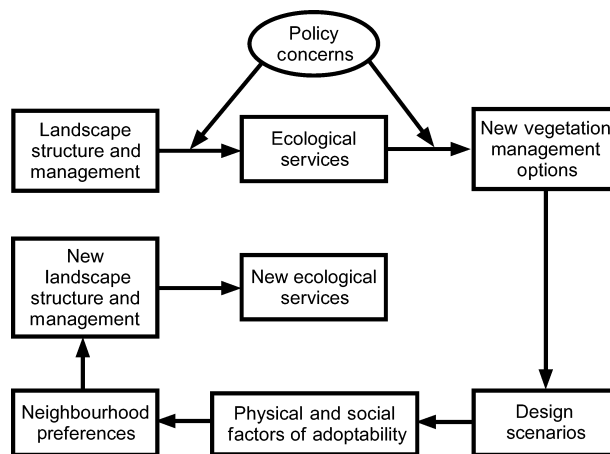 Policy
concerns
Landscape
structure and
management
Ecological
services
New vegetation
management
options
New
landscape
structure and
management
New ecological
services
Neighbourhood
preferences
Physical and social
factors of adoptability
Design
scenarios